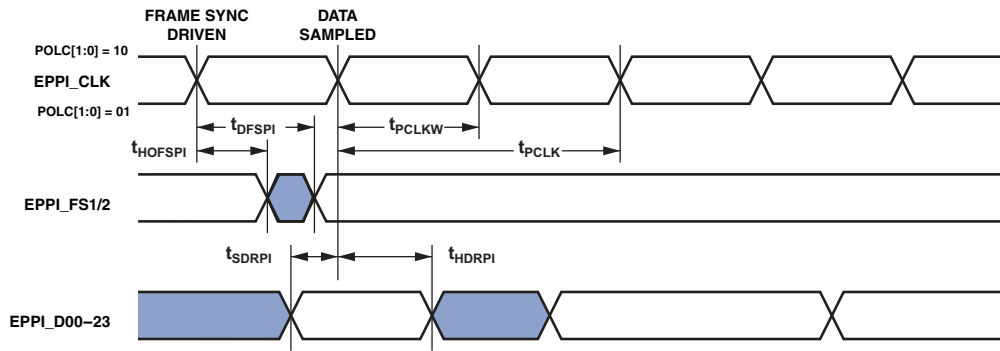 FRAME SYNC
DRIVEN
DATA
SAMPLED
POLC[1:0] = 10
EPPI_CLK
POLC[1:0] = 01
tDFSPI
tPCLKW
tHOFSPI
tPCLK
EPPI_FS1/2
tSDRPI
tHDRPI
EPPI_D00–23